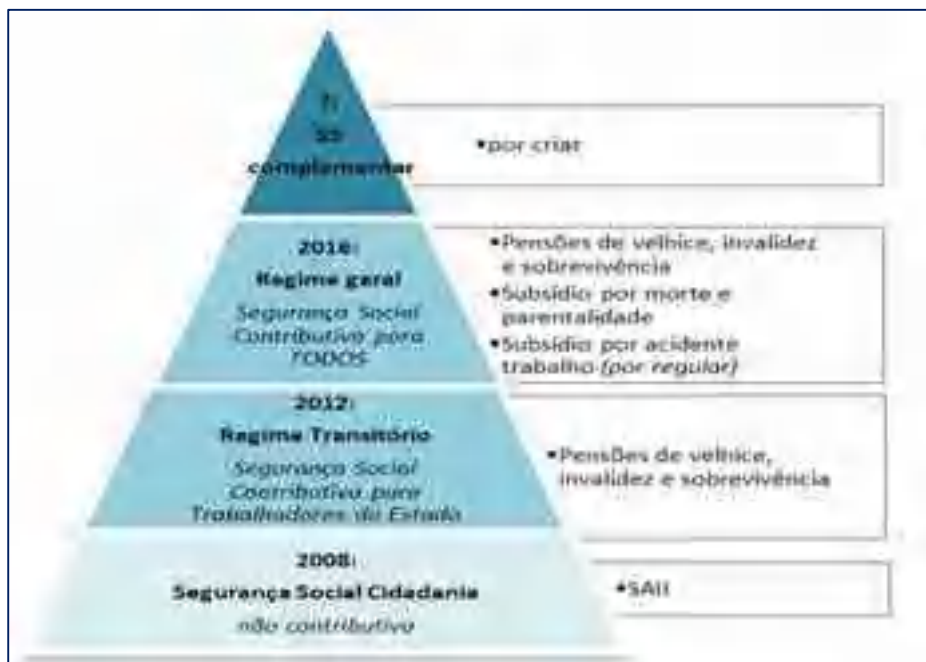 ?:
SS
complementar
•por criar
2016:
Regime geral
Segurança Social
Contributiva para
TODOS
•Pensões de velhice, invalidez
e sobrevivência
•Subsídio por morte e
parentalidade
•Subsídio por acidente
trabalho (por regular)
2012:
Regime Transitório
Segurança Social
Contributiva para
Trabalhadores do Estado
•Pensões de velhice,
invalidez e sobrevivência
2008:
Segurança Social Cidadania
não contributiva
•SAII